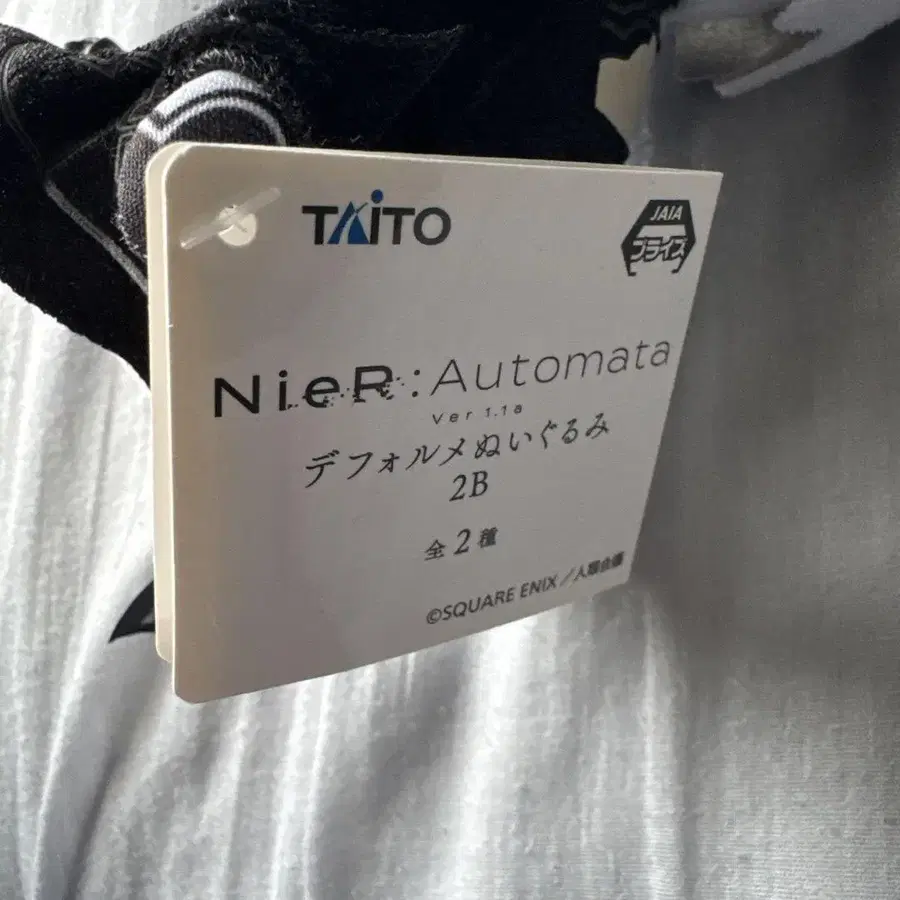 TAITO
JAIA
プライズ
NieR:Automata
Ver 1.1a
デフォルメぬいぐるみ
2B
全2種
©SQUARE ENIX／人類会議